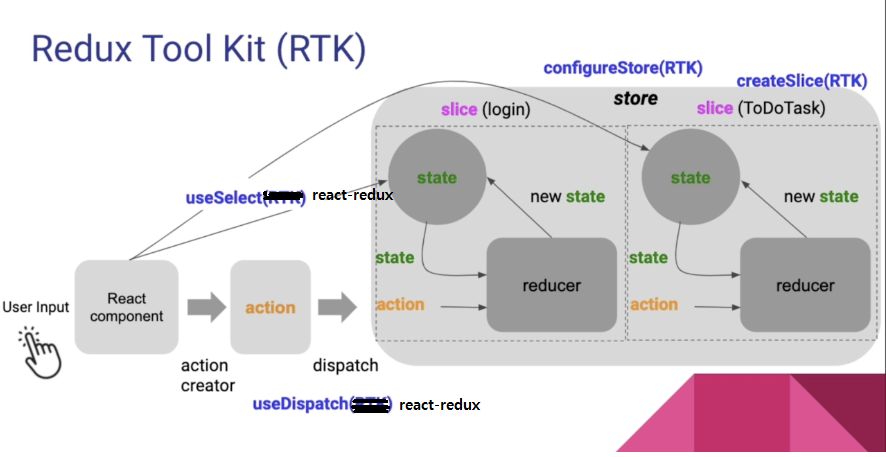 Redux Tool Kit (RTK)
configureStore(RTK)
createSlice(RTK)
store
slice (login)
slice (ToDoTask)
state
state
useSelect( react-redux
new state
new state
state
state
reducer
reducer
User Input
React
component
action
action
action
action
creator
dispatch
useDispatch( react-redux